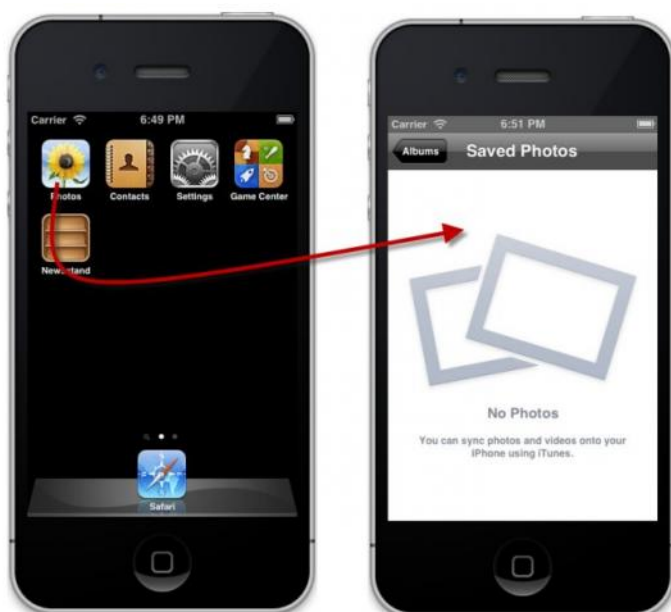 Carrier 6:49 PM
Photos Contacts Settings Game Center
Newsstand
Safari
Carrier 6:51 PM
Albums Saved Photos
No Photos
You can sync photos and videos onto your
iPhone using iTunes.